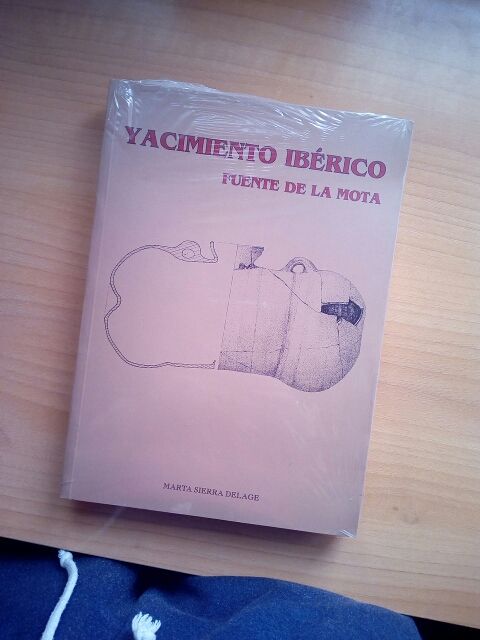 YACIMIENTO IBÉRICO
FUENTE DE LA MOTA
MARTA SIERRA DELAGE